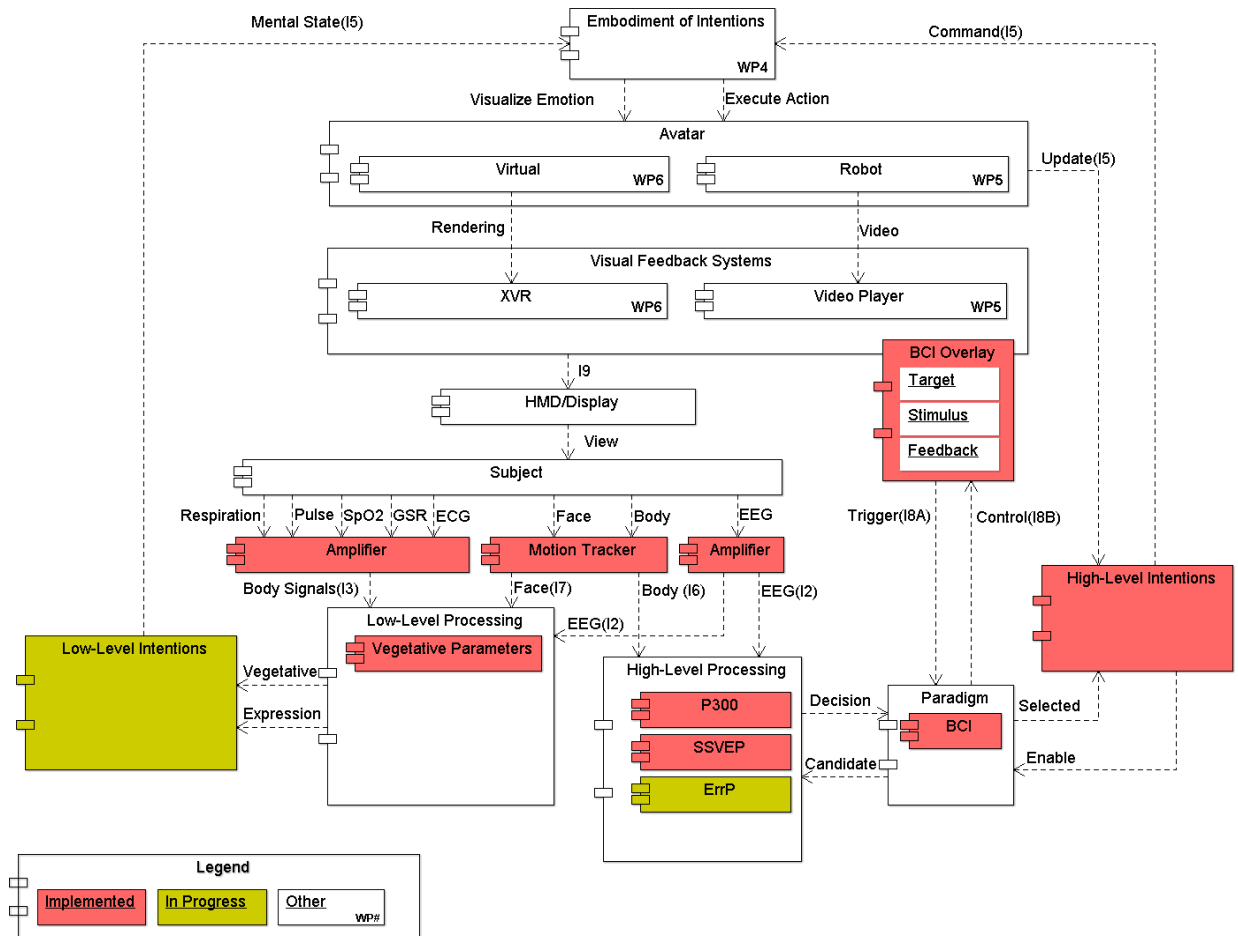 Mental State(I5)
Embodiment of Intentions
Command(I5)
WP4
Visualize Emotion
Execute Action
Avatar
Virtual
WP6
Robot
WP5
Update(I5)
Rendering
Video
Visual Feedback Systems
XVR
WP6
Video Player
WP5
BCI Overlay
Target
Stimulus
Feedback
I9
HMD/Display
View
Subject
Respiration
Pulse
SpO2
GSR
ECG
Face
Body
EEG
Trigger(I8A)
Control(I8B)
Amplifier
Motion Tracker
Amplifier
High-Level Intentions
Body Signals(I3)
Face(I7)
Body (I6)
EEG(I2)
Low-Level Processing
EEG(I2)
Low-Level Intentions
Vegetative Parameters
Vegetative
High-Level Processing
Expression
P300
Decision
Paradigm
Selected
BCI
SSVEP
Candidate
Enable
ErrP
Legend
Implemented
In Progress
Other
WP#